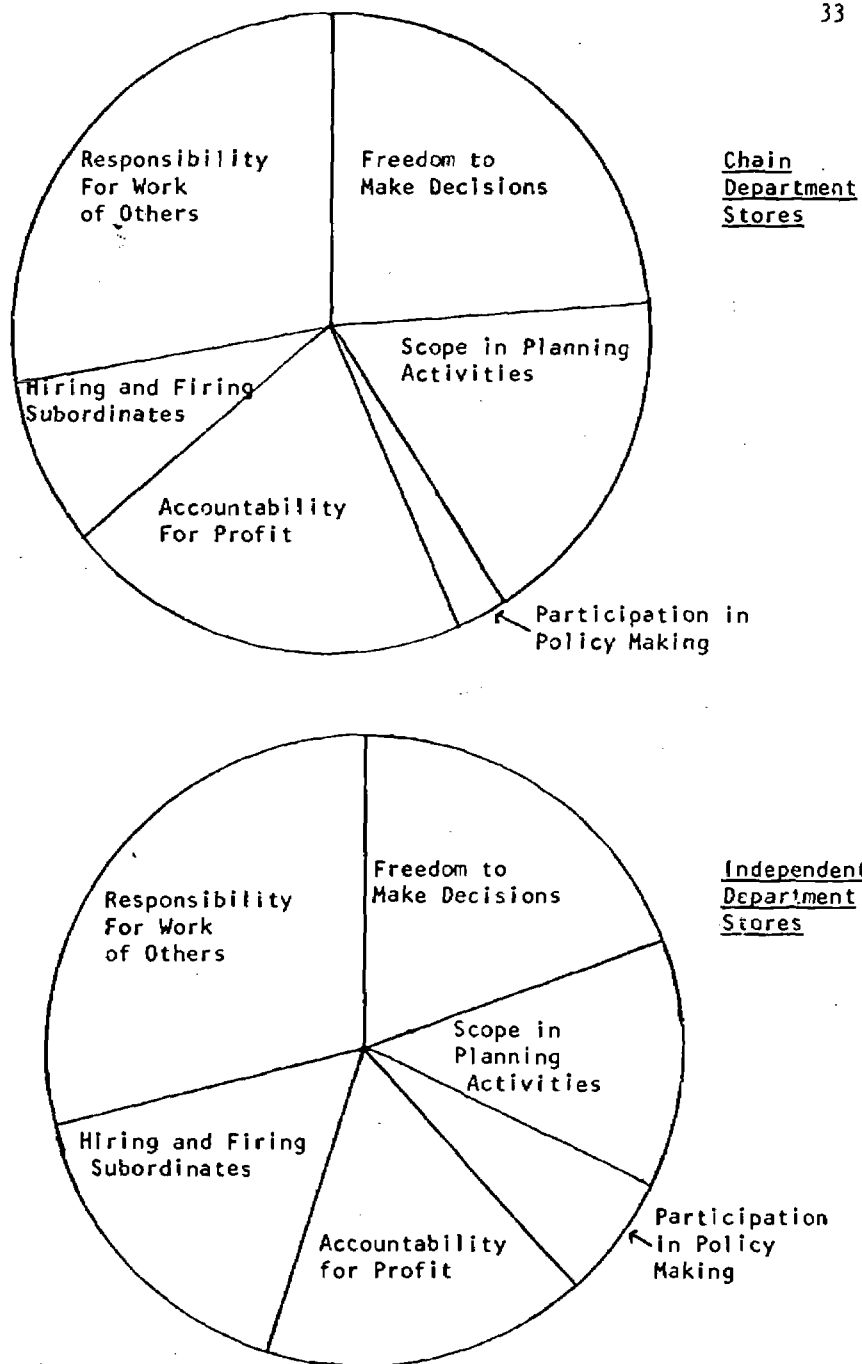 33
Responsibility
For Work
of Others
Freedom to
Make Decisions
Chain
Department
Stores
Scope in Planning
Activities
Hiring and Firing
Subordinates
Accountability
For Profit
Participation in
Policy Making
Responsibility
For Work
of Others
Freedom to
Make Decisions
Independent
Department
Stores
Scope in
Planning
Activities
Hiring and Firing
Subordinates
Accountability
for Profit
Participation
in Policy
Making